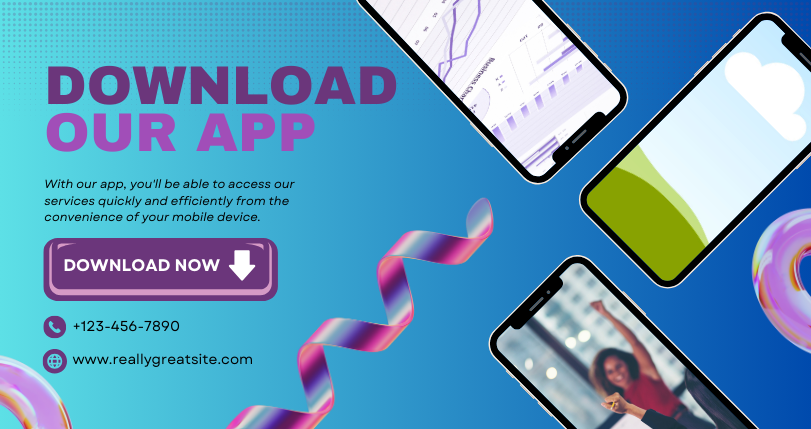 DOWNLOAD
OUR APP
With our app, you'll be able to access our
services quickly and efficiently from the
convenience of your mobile device.
DOWNLOAD NOW
+123-456-7890
www.reallygreatsite.com